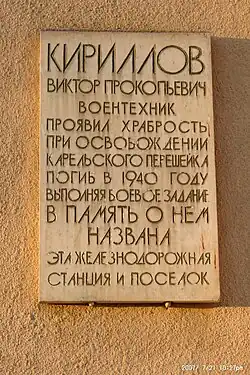 КИРИЛЛОВ
ВИКТОР ПРОКОПЬЕВИЧ
ВОЕНТЕХНИК
ПРОЯВИЛ ХРАБРОСТЬ
ПРИ ОСВОБОЖДЕНИИ
КАРЕЛЬСКОГО ПЕРЕШЕЙКА
ПОГИБ В 1940 ГОДУ
ВЫПОЛНЯЯ БОЕВОЕ ЗАДАНИЕ
В ПАМЯТЬ О НЕМ
НАЗВАНА
ЭТА ЖЕЛЕЗНОДОРОЖНАЯ
СТАНЦИЯ И ПОСЕЛОК